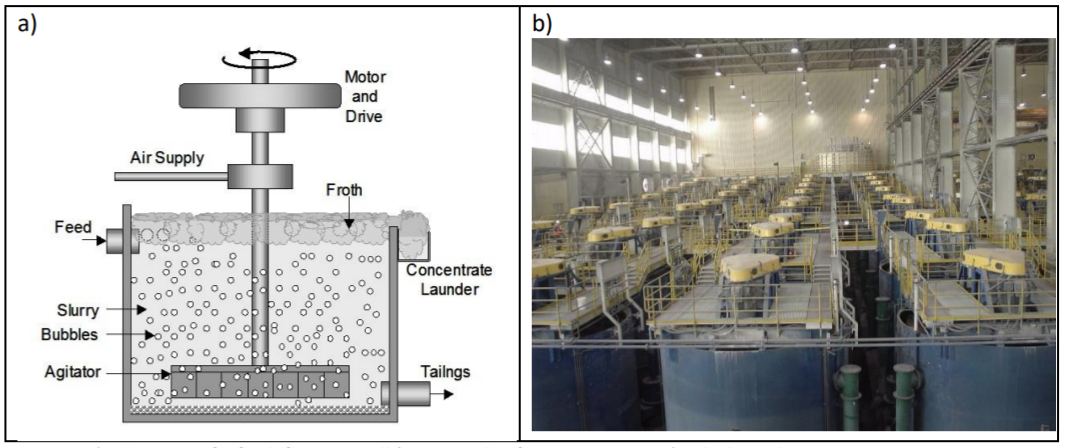 a)
Motor
and
Drive
Air Supply
Froth
Feed
Concentrate
Launder
Slurry
Bubbles
Agitator
Tailngs
b)